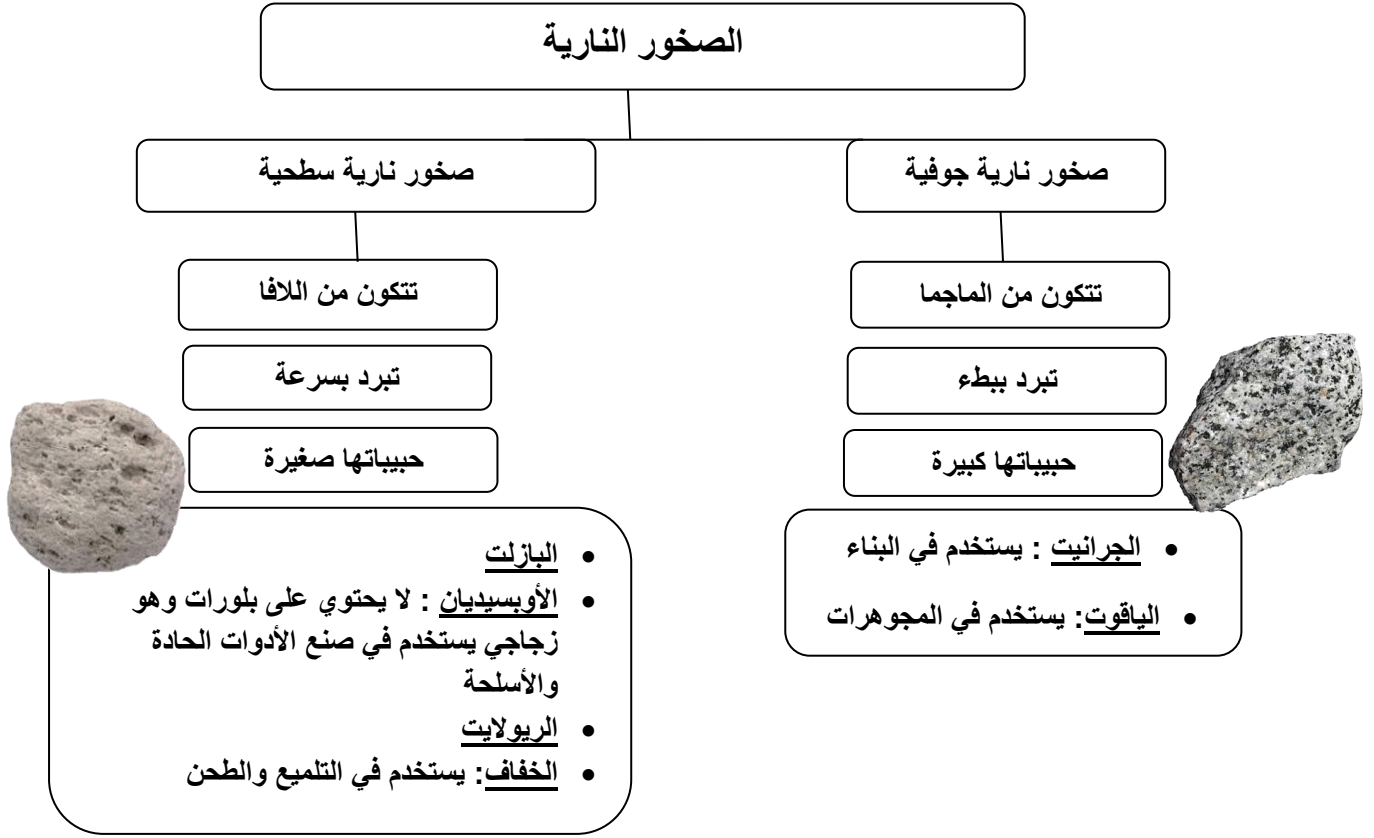 الصخور النارية
صخور نارية جوفية
تتكون من الماجما
تبرد ببطء
حبيباتها كبيرة
• الجرانيت : يستخدم في البناء
• الياقوت: يستخدم في المجوهرات
صخور نارية سطحية
تتكون من اللافا
تبرد بسرعة
حبيباتها صغيرة
• البازلت
• الأوبسيديان : لا يحتوي على بلورات وهو
زجاجي يستخدم في صنع الأدوات الحادة
والأسلحة
• الريولايت
• الخفاف: يستخدم في التلميع والطحن